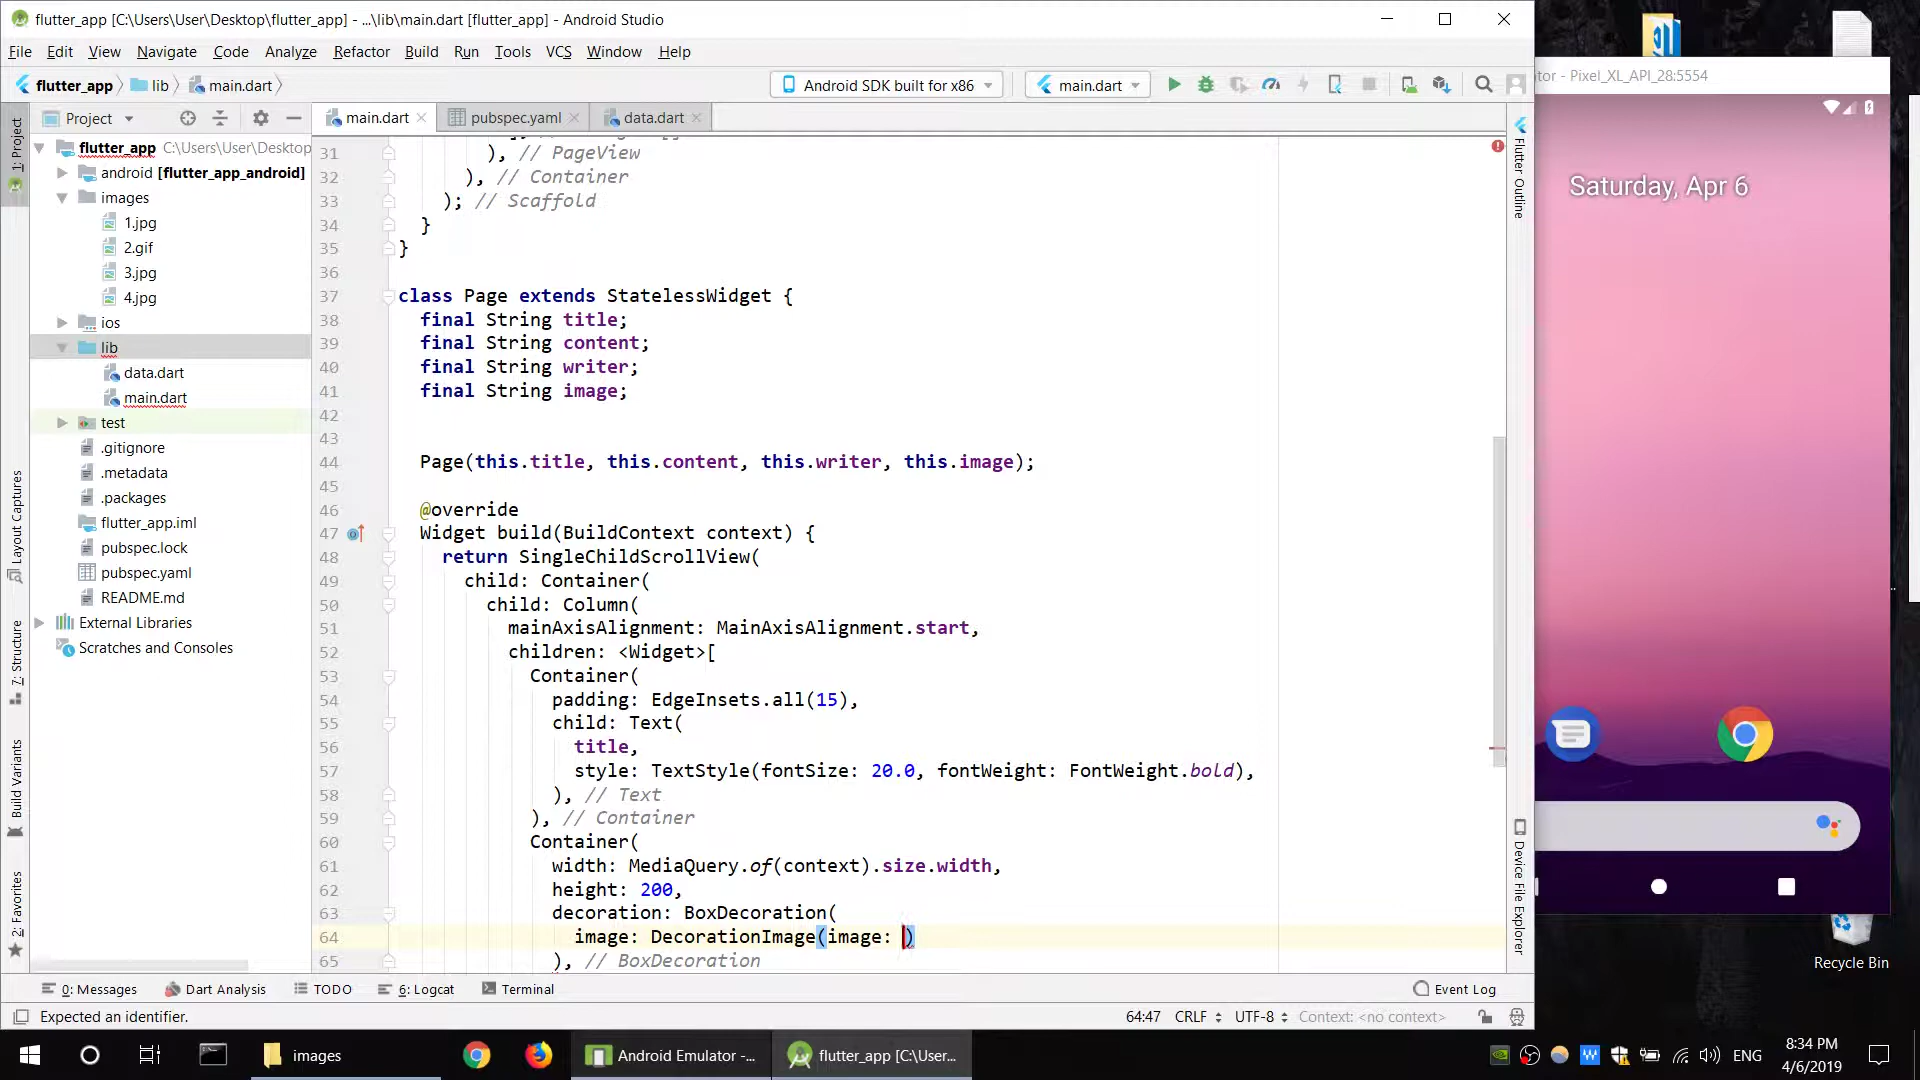 flutter_app [C:\Users\User\Desktop\flutter_app] - ...\lib\main.dart [flutter_app] - Android Studio
File Edit View Navigate Code Analyze Refactor Build Run Tools VCS Window Help
tor - Pixel_XL_API_28:5554
flutter_app lib main.dart
Android SDK built for x86
main.dart
Project
main.dart
pubspec.yaml
data.dart
flutter_app C:\Users\User\Desktop
android [flutter_app_android]
images
1.jpg
2.gif
3.jpg
4.jpg
ios
lib
data.dart
main.dart
test
.gitignore
.metadata
.packages
flutter_app.iml
pubspec.lock
pubspec.yaml
README.md
External Libraries
Scratches and Consoles
1: Project
Layout Captures
7: Structure
Build Variants
2: Favorites
31 ), // PageView
32 ), // Container
33 ); // Scaffold
34 }
35 }
36
37 class Page extends StatelessWidget {
38 final String title;
39 final String content;
40 final String writer;
41 final String image;
42
43
44 Page(this.title, this.content, this.writer, this.image);
45
46 @override
47 Widget build(BuildContext context) {
48 return SingleChildScrollView(
49 child: Container(
50 child: Column(
51 mainAxisAlignment: MainAxisAlignment.start,
52 children: <Widget>[
53 Container(
54 padding: EdgeInsets.all(15),
55 child: Text(
56 title,
57 style: TextStyle(fontSize: 20.0, fontWeight: FontWeight.bold),
58 ), // Text
59 ), // Container
60 Container(
61 width: MediaQuery.of(context).size.width,
62 height: 200,
63 decoration: BoxDecoration(
64 image: DecorationImage(image: )
65 ), // BoxDecoration
Flutter Outline
Device File Explorer
Saturday, Apr 6
Recycle Bin
0: Messages Dart Analysis TODO 6: Logcat Terminal Event Log
Expected an identifier. 64:47 CRLF UTF-8 Context: <no context>
images
Android Emulator -...
flutter_app [C:\User...
ENG
8:34 PM
4/6/2019